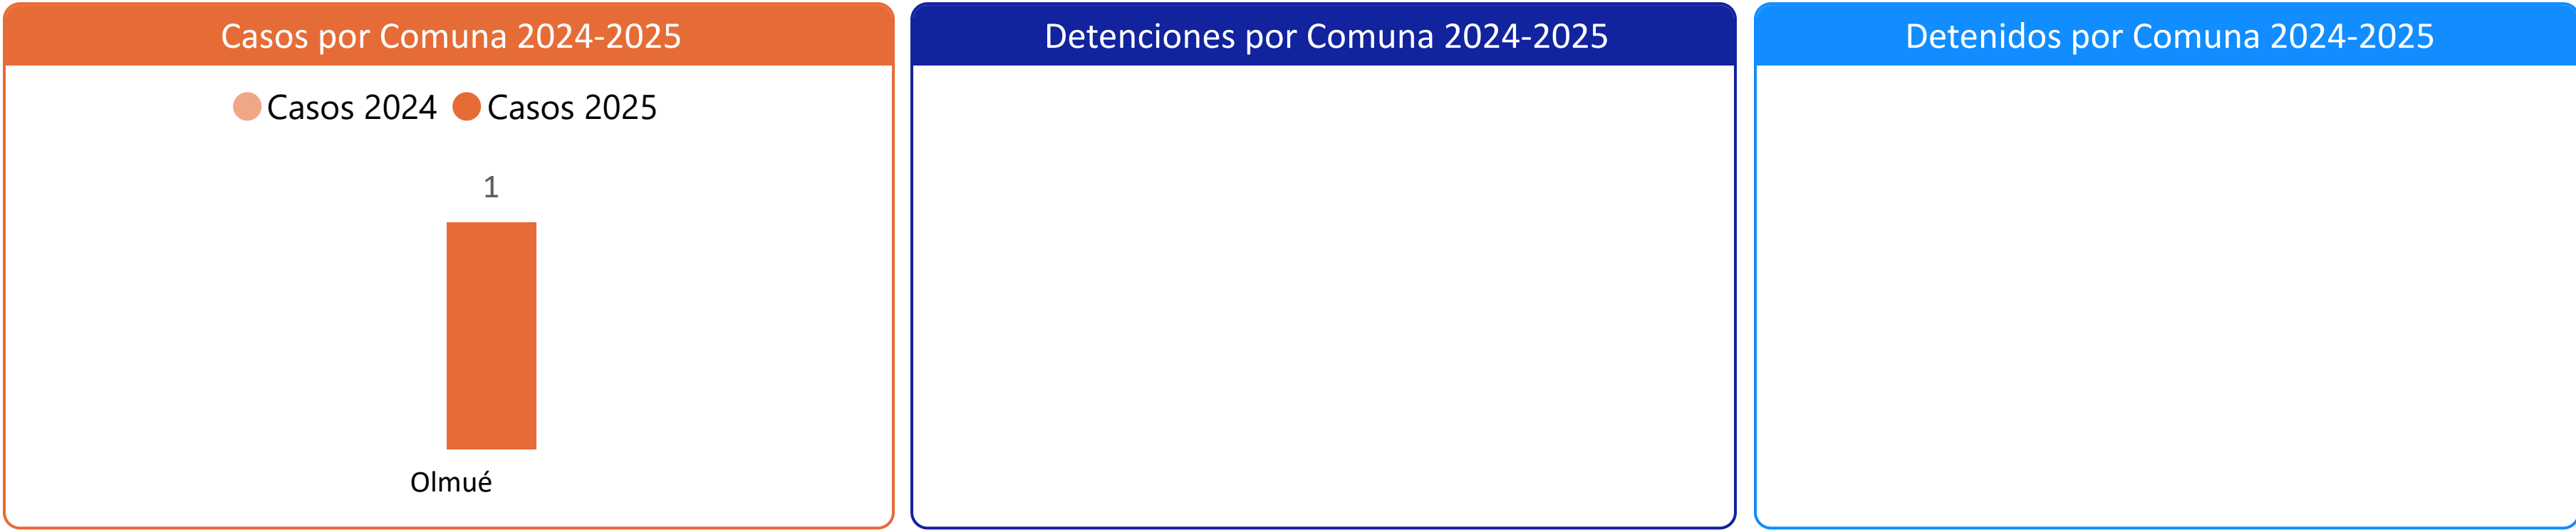 Casos por Comuna 2024-2025
Casos 2024 Casos 2025
1
Olmué
Detenciones por Comuna 2024-2025
Detenidos por Comuna 2024-2025